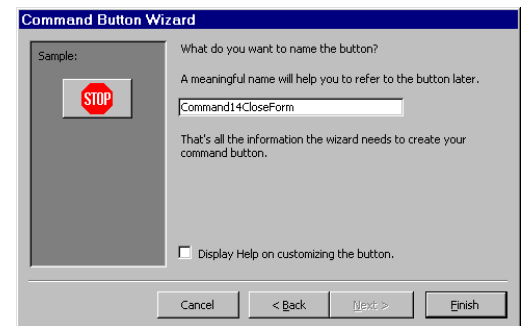 Command Button Wizard
Sample:
STOP
What do you want to name the button?
A meaningful name will help you to refer to the button later.
Command14CloseForm
That's all the information the wizard needs to create your
command button.
Display Help on customizing the button.
Cancel
< Back
Next >
Finish